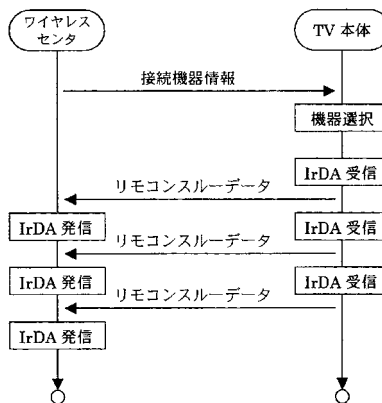 ワイヤレス
センタ
TV 本体
接続機器情報
機器選択
IrDA 受信
リモコンスルーデータ
IrDA 発信
IrDA 受信
リモコンスルーデータ
IrDA 発信
IrDA 受信
リモコンスルーデータ
IrDA 発信